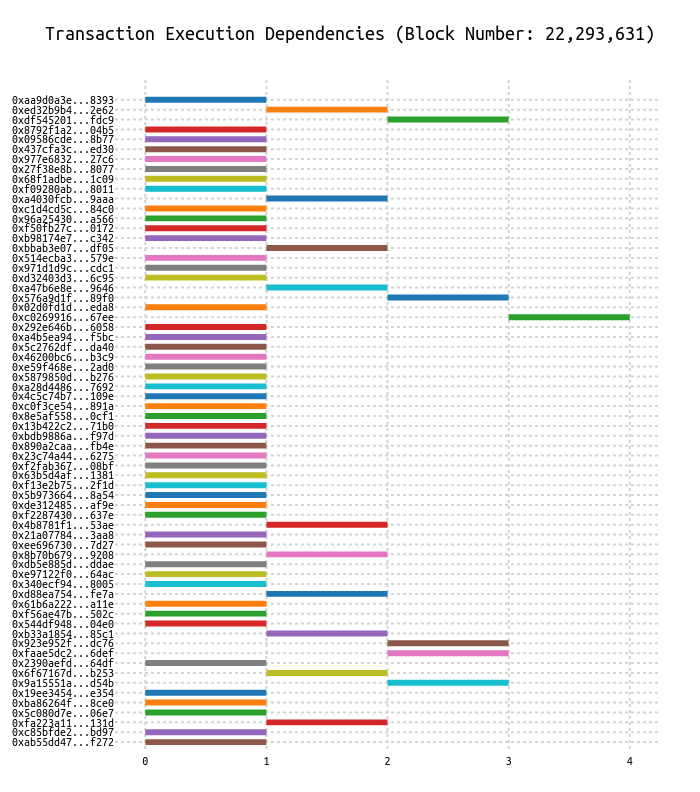 Transaction Execution Dependencies (Block Number: 22,293,631)
0xaa9d0a3e...8393
0xed32b9b4...2e62
0xdf545201...fdc9
0x8792f1a2...04b5
0x09586cde...8b77
0x437cfa3c...ed30
0x977e6832...27c6
0x27f38e8b...8077
0x68f1adbe...1c09
0xf09280ab...8011
0xa4030fcb...9aaa
0xc1d4cd5c...84c0
0x96a25430...a566
0xf50fb27c...0172
0xb98174e7...c342
0xbbab3e07...df05
0x514ecba3...579e
0x971d1d9c...cdc1
0xd32403d3...6c95
0xa47b6e8e...9646
0x576a9d1f...89f0
0x02d0fd1d...eda8
0xc0269916...67ee
0x292e646b...6058
0xa4b5ea94...f5bc
0x5c2762df...da40
0x46200bc6...b3c9
0xe59f468e...2ad0
0x5879850d...b276
0xa28d4486...7692
0x4c5c74b7...109e
0xc0f3ce54...891a
0x8e5af558...0cf1
0x13b422c2...71b0
0xbdb9886a...f97d
0x890a2caa...fb4e
0x23c74a44...6275
0xf2fab367...08bf
0x63b5d4af...1381
0xf13e2b75...2f1d
0x5b973664...8a54
0xde312485...af9e
0xf2287430...637e
0x4b8781f1...53ae
0x21a07784...3aa8
0xee696730...7d27
0x8b70b679...9208
0xdb5e885d...ddae
0xe97122f0...64ac
0x340ecf94...8005
0xd88ea754...fe7a
0x61b6a222...a11e
0xf56ae47b...502c
0x544df948...04e0
0xb33a1854...85c1
0x923e952f...dc76
0xfaae5dc2...6def
0x2390aefd...64df
0x6f67167d...b253
0x9a15551a...d54b
0x19ee3454...e354
0xba86264f...8ce0
0x5c080d7e...06e7
0xfa223a11...131d
0xc85bfde2...bd97
0xab55dd47...f272
0 1 2 3 4